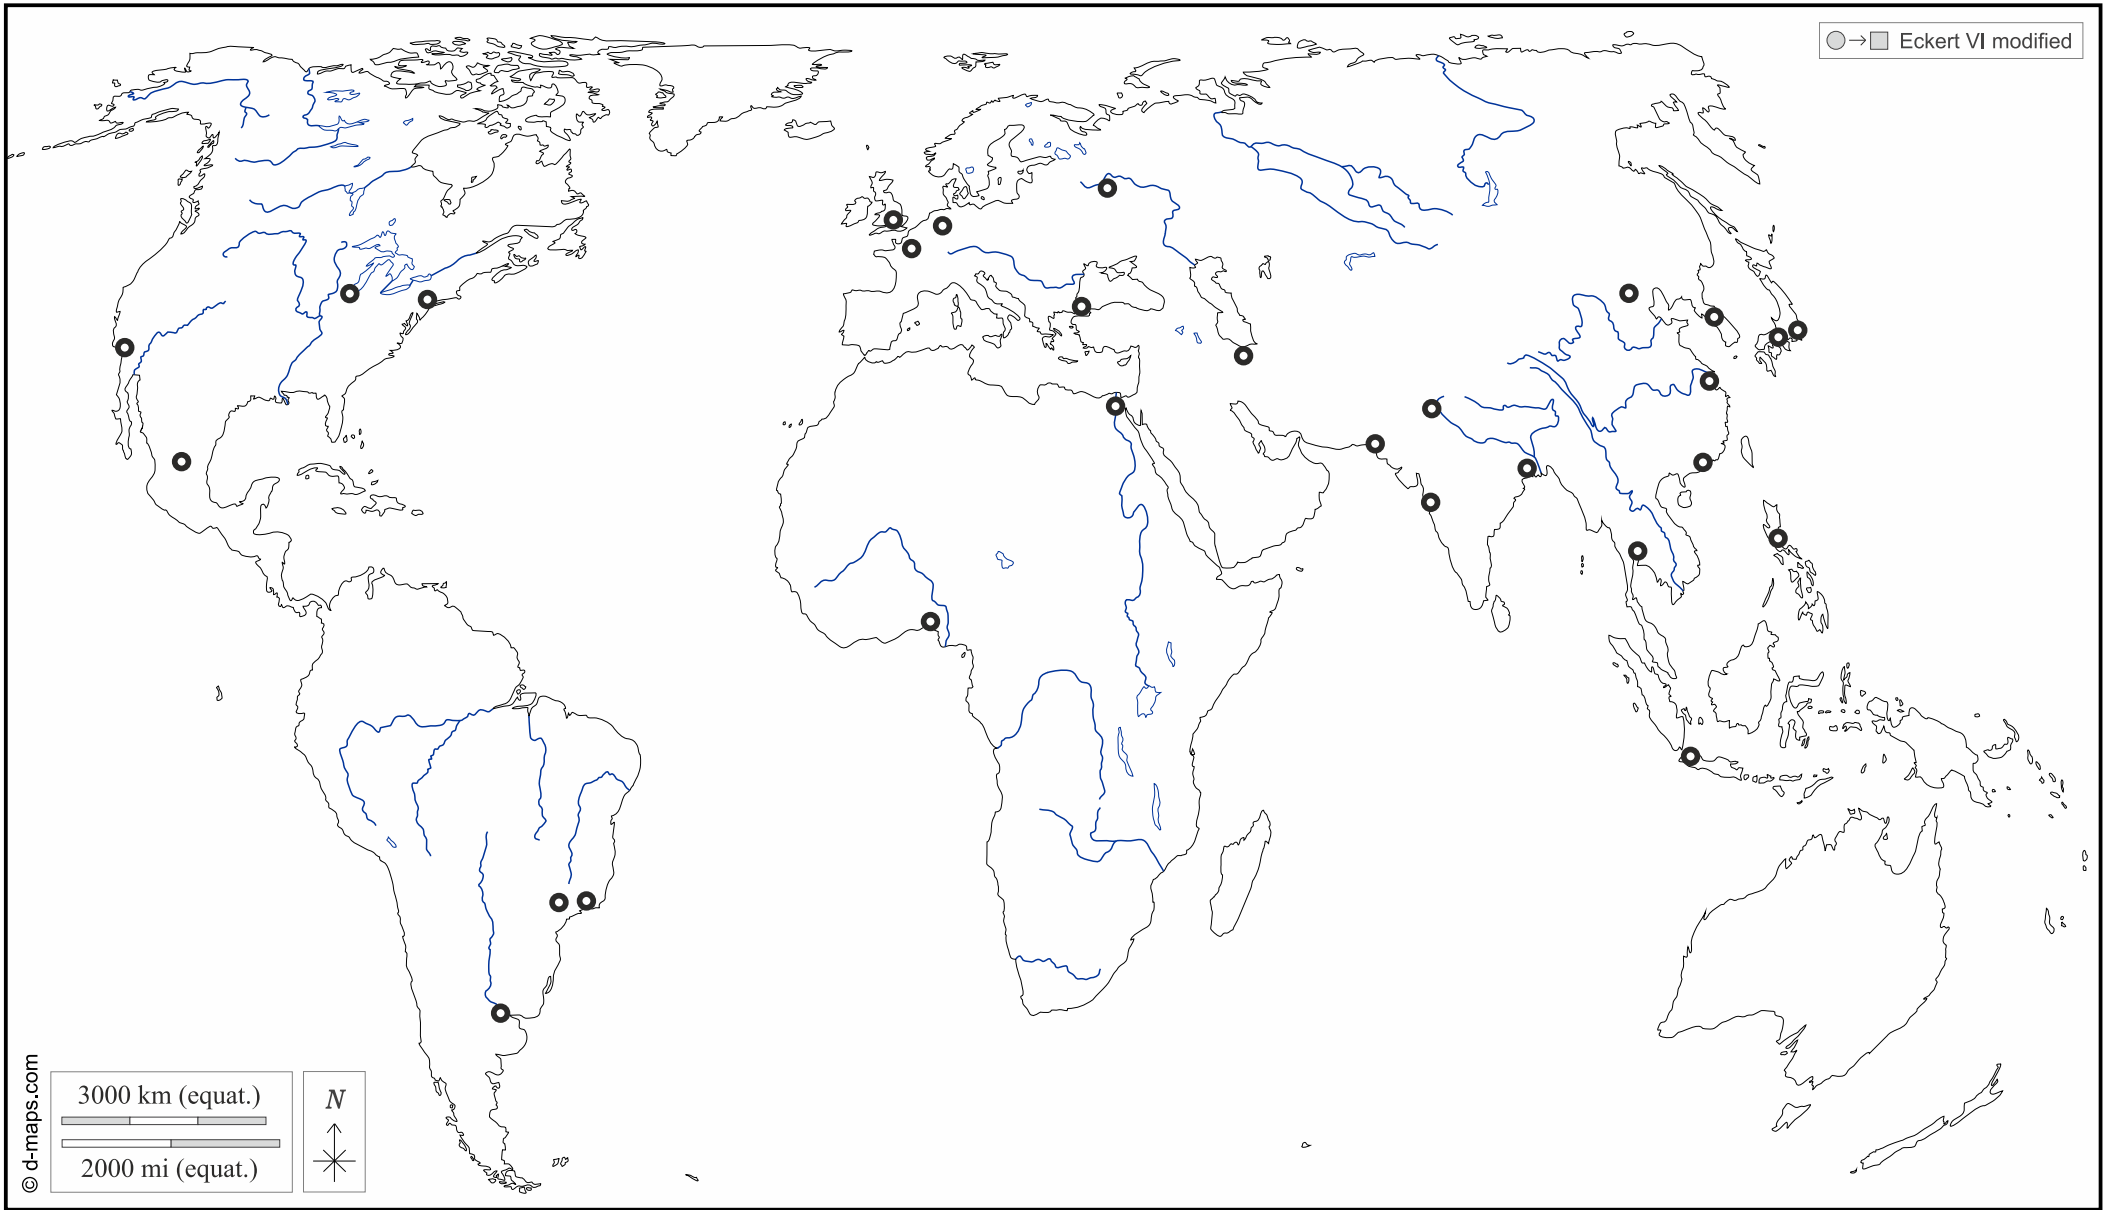 Eckert VI modified
© d-maps.com
3000 km (equat.)
2000 mi (equat.)
N